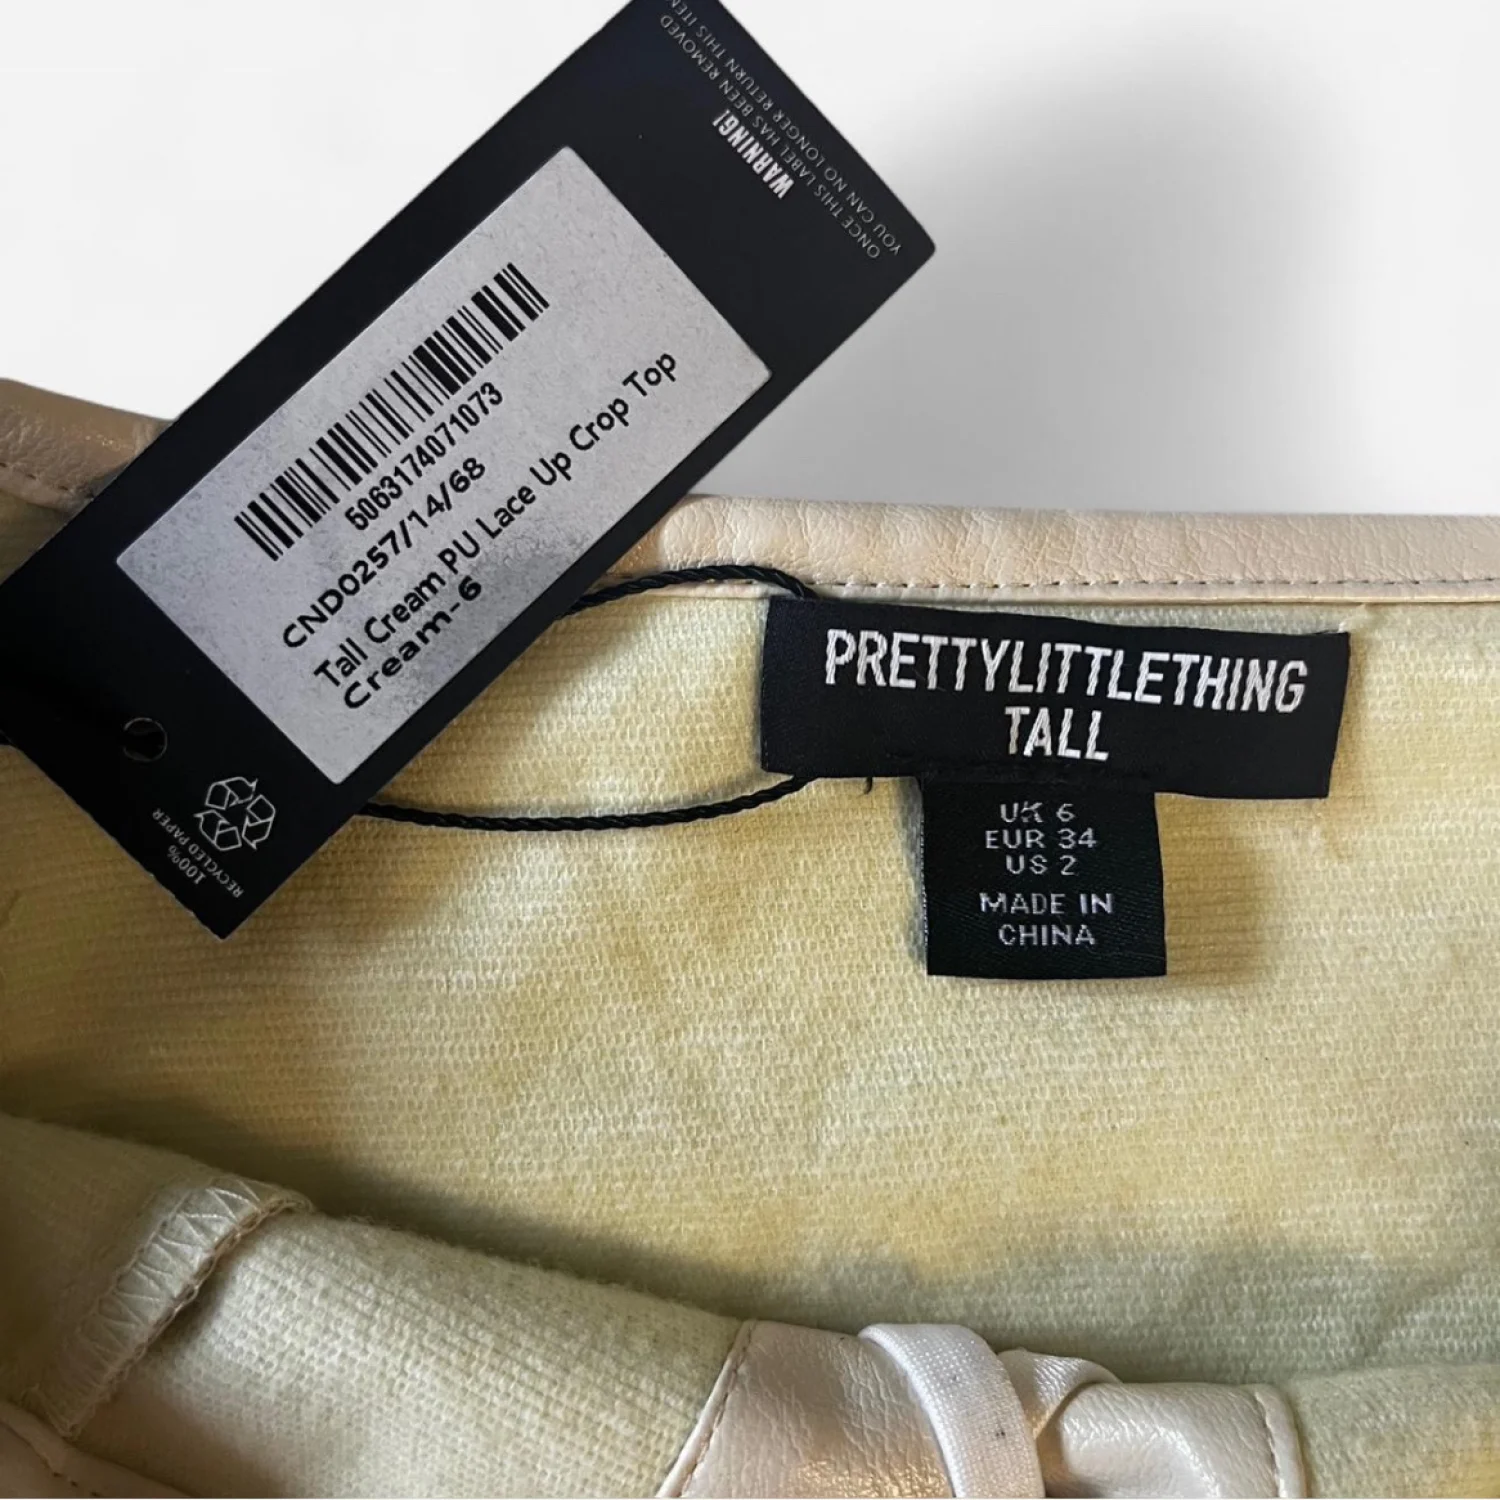 WARNING!
ONCE THIS LABEL HAS BEEN REMOVED
YOU CAN NO LONGER RETURN THIS ITEM
5063174071073
CND0257/14/68
Tall Cream PU Lace Up Crop Top
Cream-6
100%
RECYCLED PAPER
PRETTYLITTLETHING
TALL
UK 6
EUR 34
US 2
MADE IN
CHINA